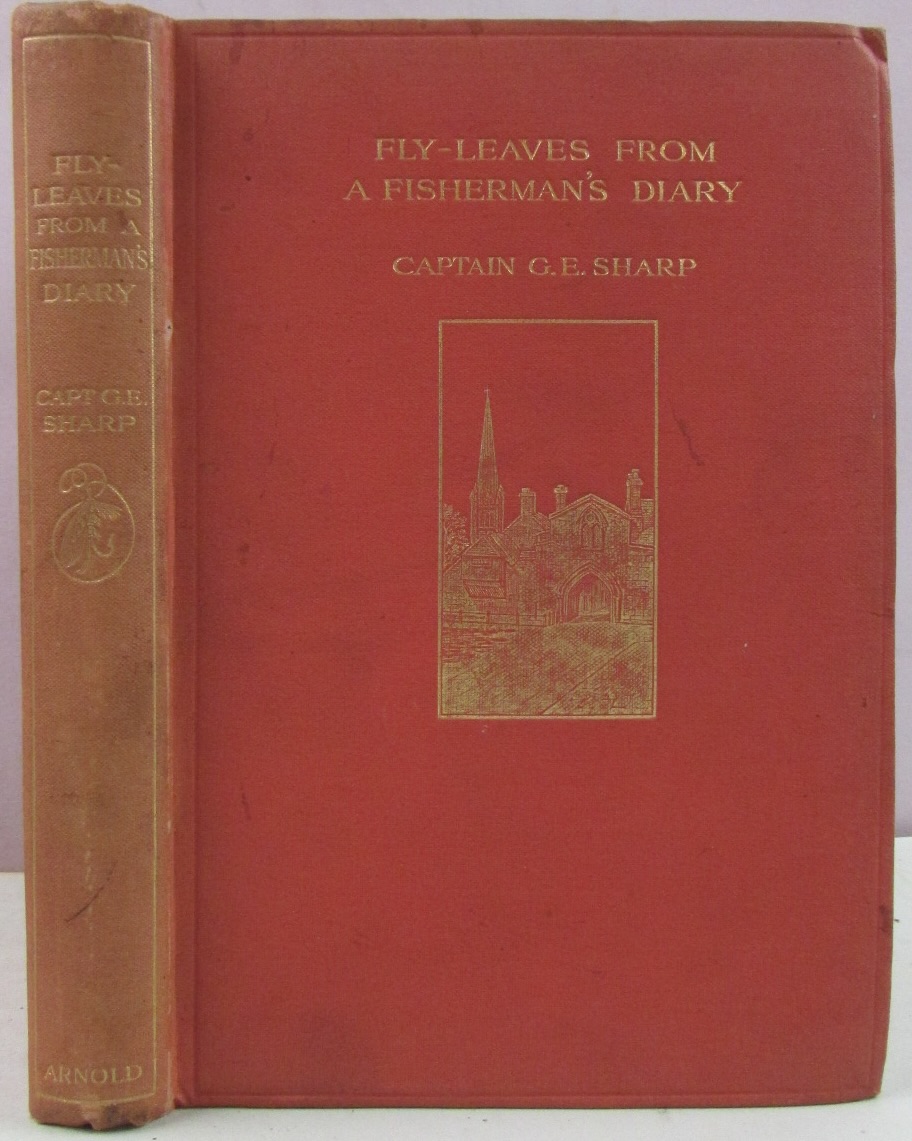 FLY-
LEAVES
FROM A
FISHERMAN'S
DIARY
CAPT G.E.
SHARP
ARNOLD
FLY-LEAVES FROM
A FISHERMAN'S DIARY
CAPTAIN G.E. SHARP